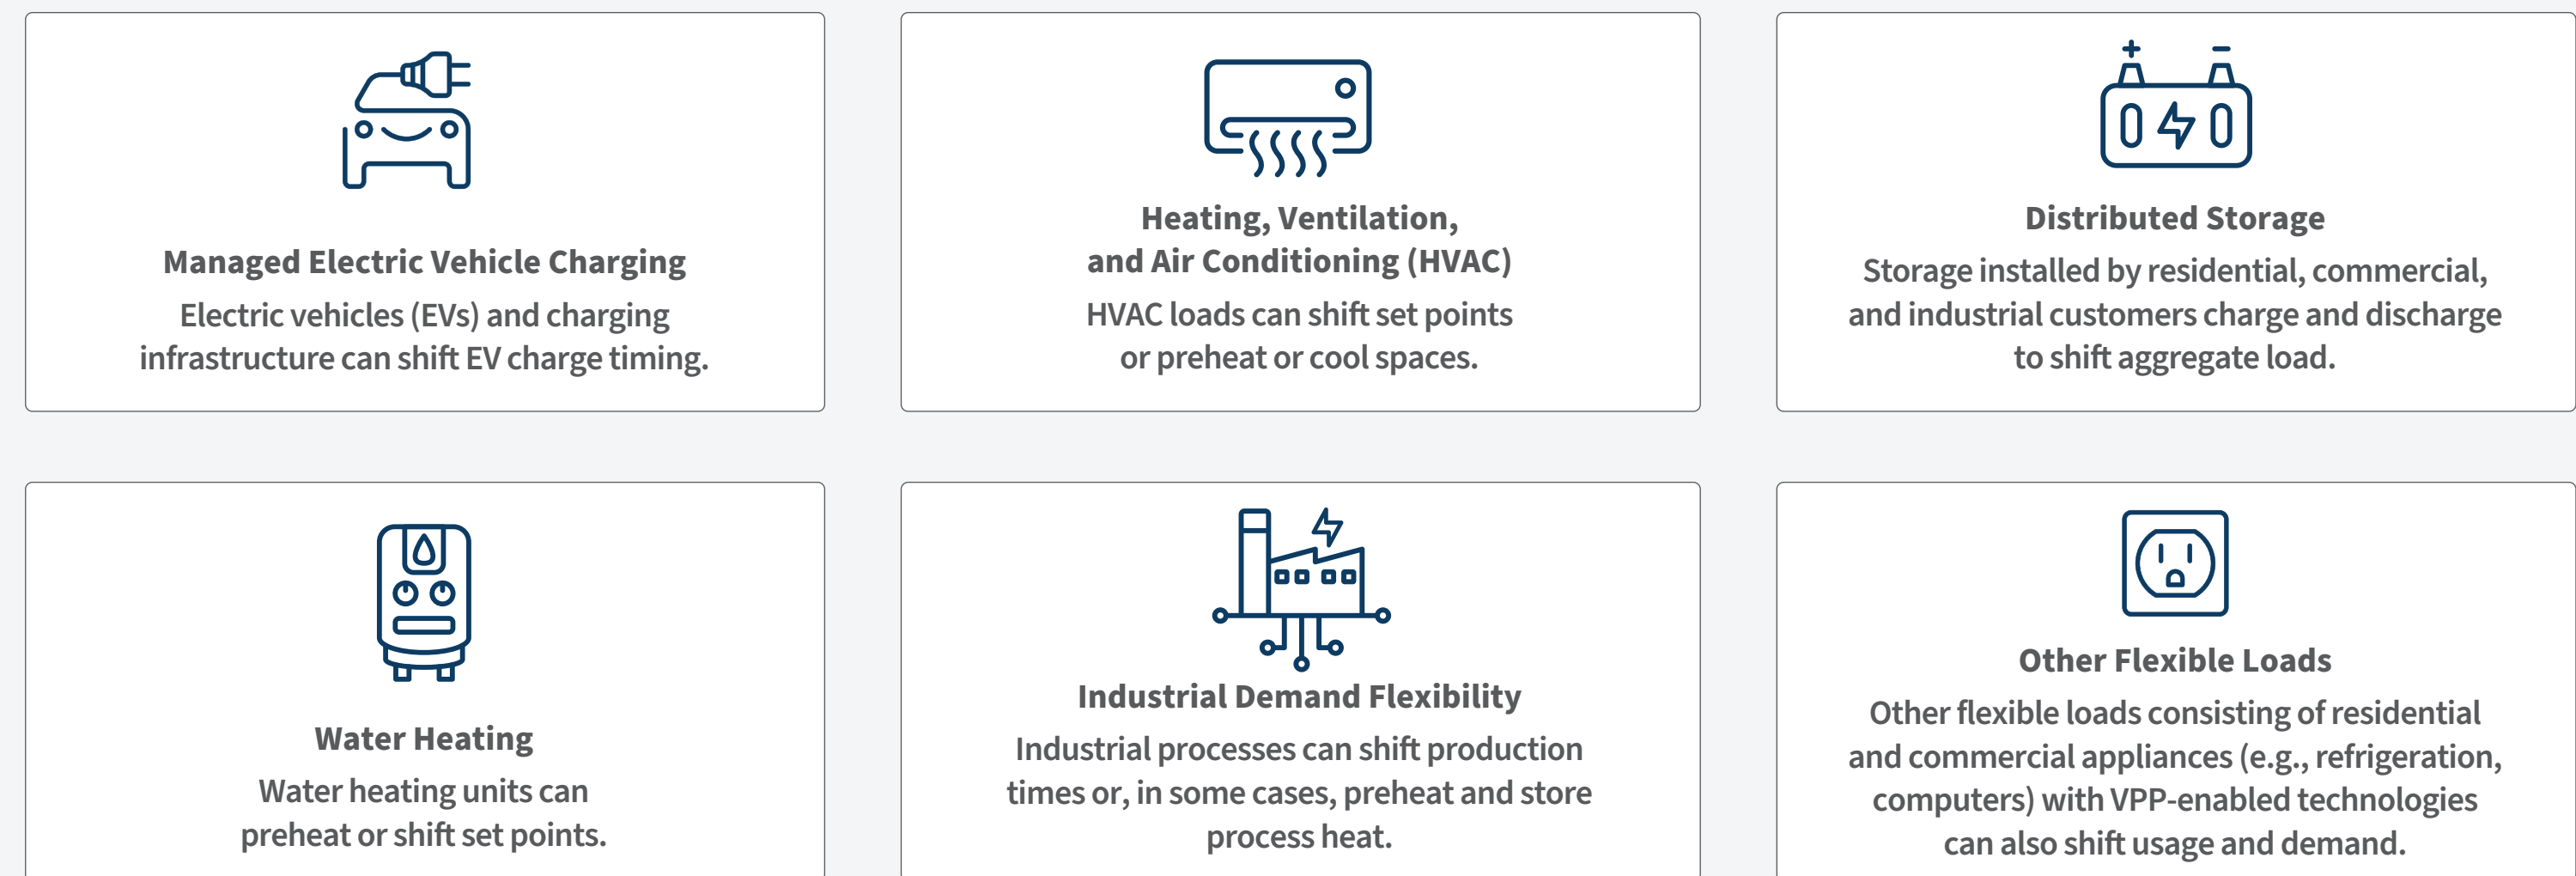 Managed Electric Vehicle Charging
Electric vehicles (EVs) and charging
infrastructure can shift EV charge timing.
Heating, Ventilation,
and Air Conditioning (HVAC)
HVAC loads can shift set points
or preheat or cool spaces.
+ −
Distributed Storage
Storage installed by residential, commercial,
and industrial customers charge and discharge
to shift aggregate load.
Water Heating
Water heating units can
preheat or shift set points.
Industrial Demand Flexibility
Industrial processes can shift production
times or, in some cases, preheat and store
process heat.
Other Flexible Loads
Other flexible loads consisting of residential
and commercial appliances (e.g., refrigeration,
computers) with VPP-enabled technologies
can also shift usage and demand.